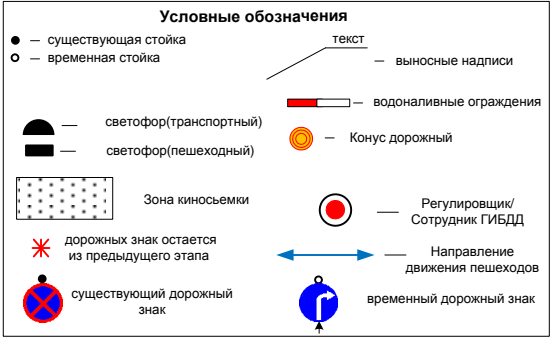 Условные обозначения
— существующая стойка
— временная стойка
текст
— выносные надписи
— водоналивные ограждения
— светофор(транспортный)
— светофор(пешеходный)
— Конус дорожный
Зона киносьемки
— Регулировщик/
Сотрудник ГИБДД
дорожных знак остается
из предыдущего этапа
— Направление
движения пешеходов
существующий дорожный
знак
временный дорожный знак